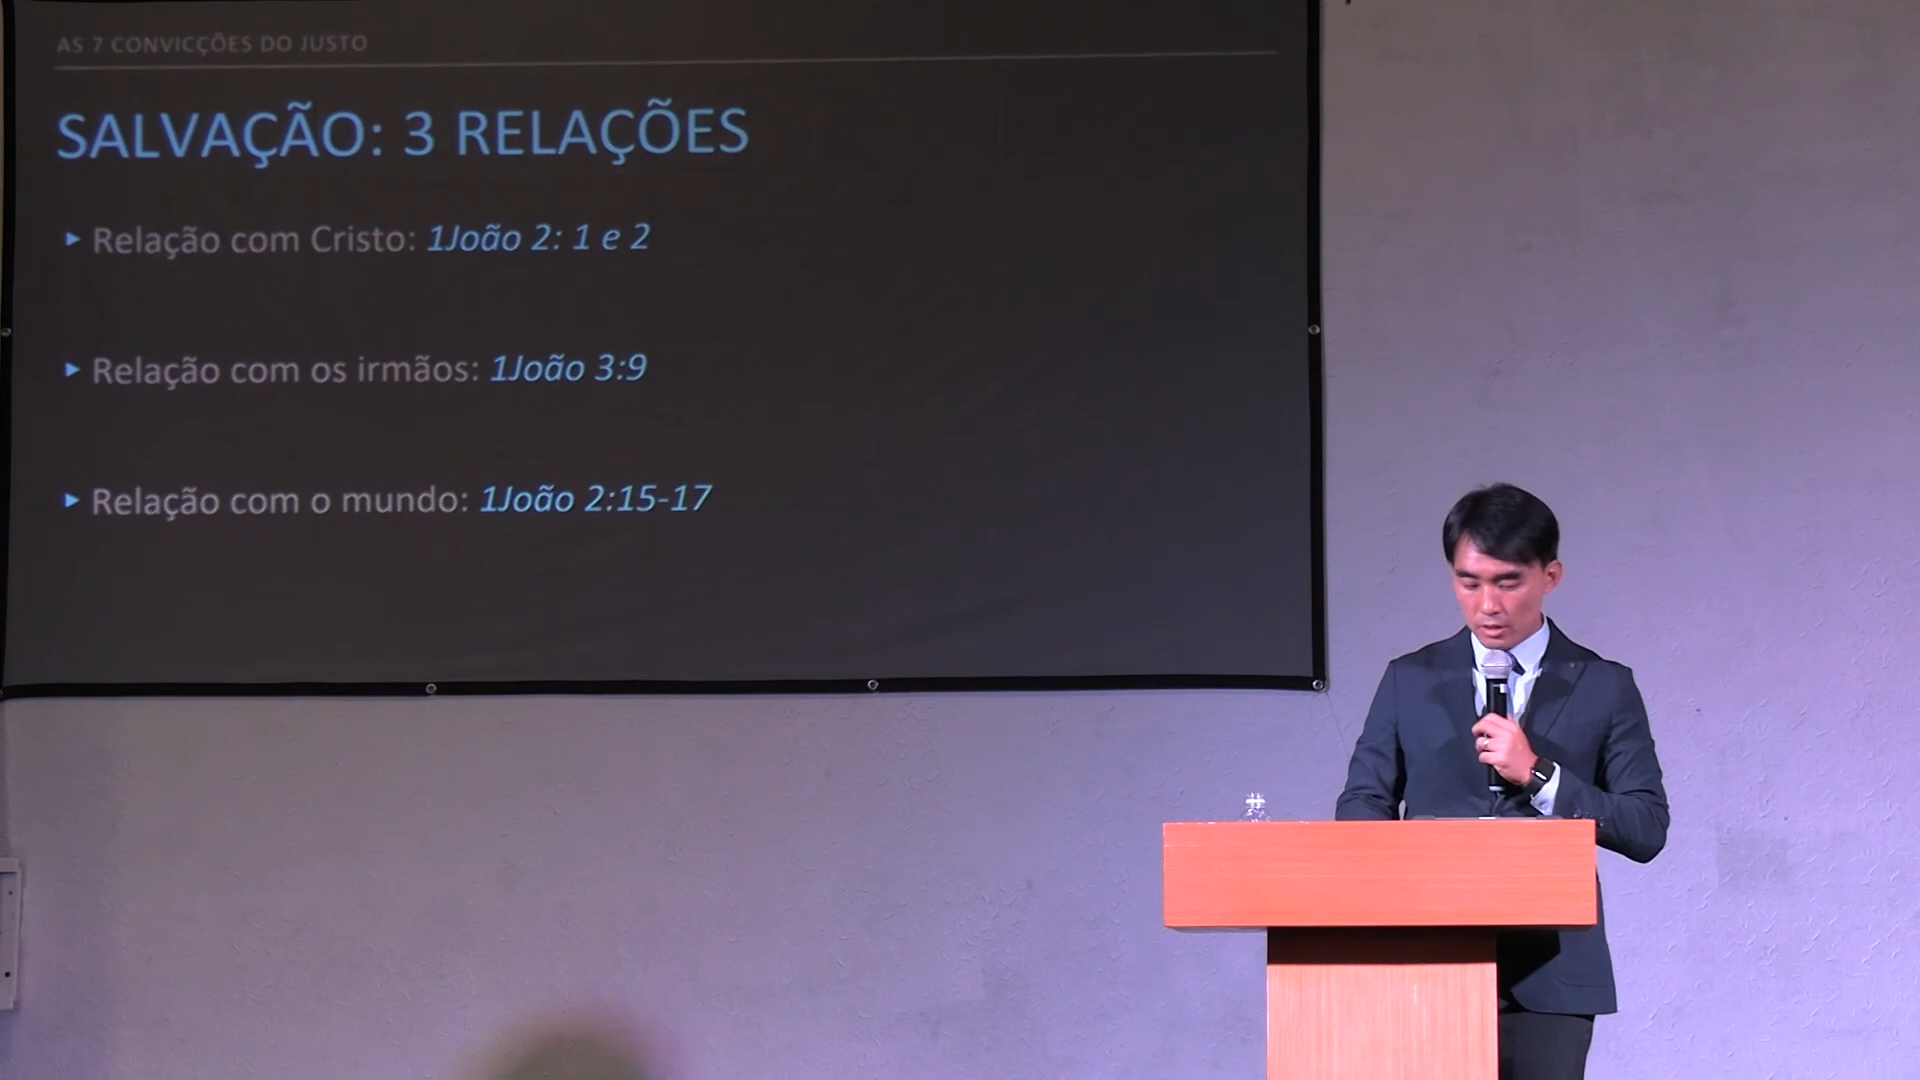 AS 7 CONVICÇÕES DO JUSTO
SALVAÇÃO: 3 RELAÇÕES
▸ Relação com Cristo: 1João 2: 1 e 2
▸ Relação com os irmãos: 1João 3:9
▸ Relação com o mundo: 1João 2:15-17